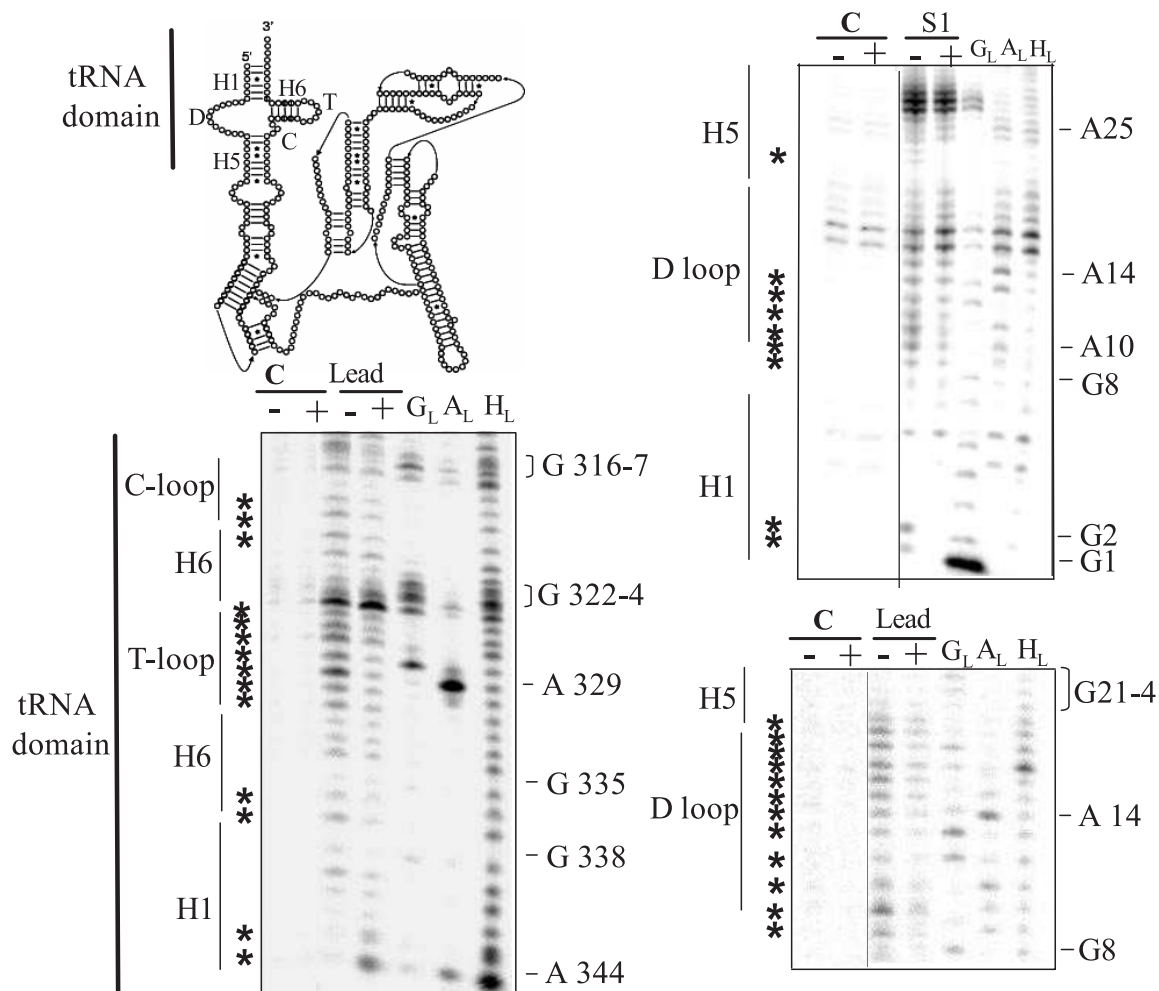 3'
5'
tRNA
domain
H1
H6
T
D
C
H5
C
Lead
- + - + G_L A_L H_L
tRNA
domain
C-loop
H6
T-loop
H6
H1
*
*
*
*
*
*
*
*
*
*
*
*
*
*
G 316-7
G 322-4
A 329
G 335
G 338
A 344
C
S1
- + - + G_L A_L H_L
H5
D loop
H1
*
*
*
*
*
*
*
*
*
A25
A14
A10
G8
G2
G1
C
Lead
- + - + G_L A_L H_L
H5
D loop
*
*
*
*
*
*
*
*
*
*
*
*
G21-4
A 14
G8